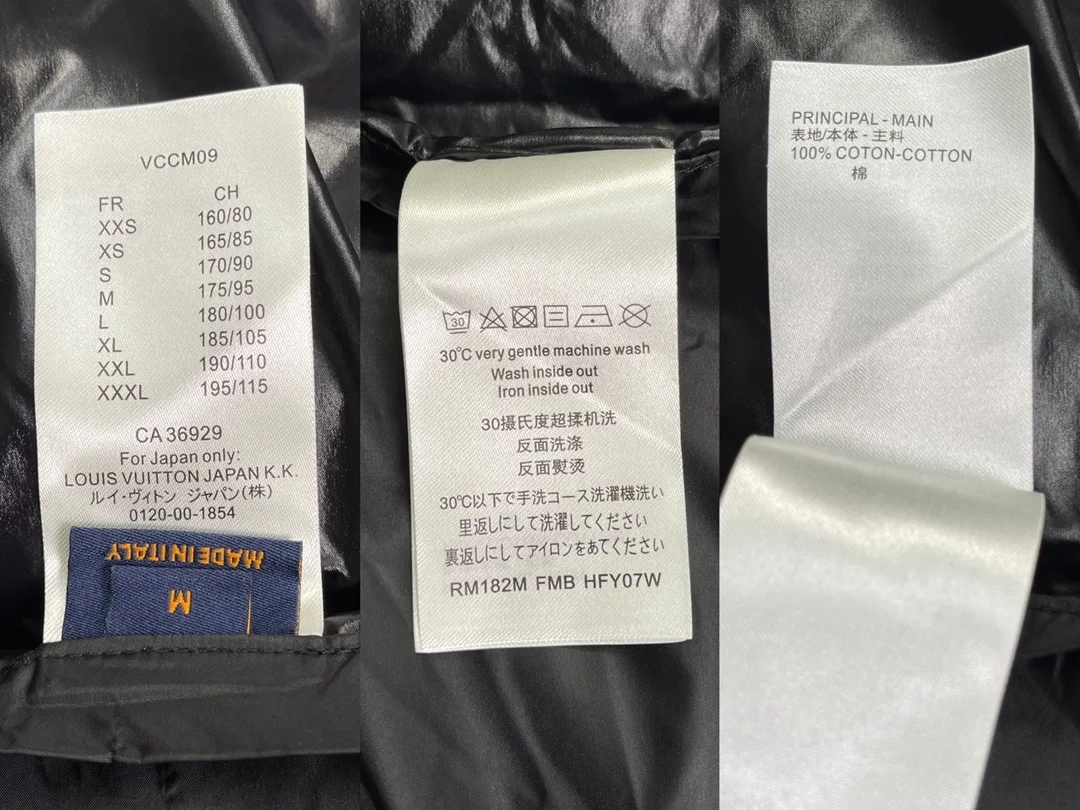 VCCM09
FR CH
XXS 160/80
XS 165/85
S 170/90
M 175/95
L 180/100
XL 185/105
XXL 190/110
XXXL 195/115
CA 36929
For Japan only:
LOUIS VUITTON JAPAN K.K.
ルイ・ヴィトン ジャパン(株)
0120-00-1854
MADE IN ITALY
M
30
30℃ very gentle machine wash
Wash inside out
Iron inside out
30摄氏度超揉机洗
反面洗涤
反面熨烫
30℃以下で手洗コース洗濯機洗い
里返しにして洗濯してください
裏返しにしてアイロンをあてください
RM182M FMB HFY07W
PRINCIPAL - MAIN
表地/本体 - 主料
100% COTON-COTTON
棉